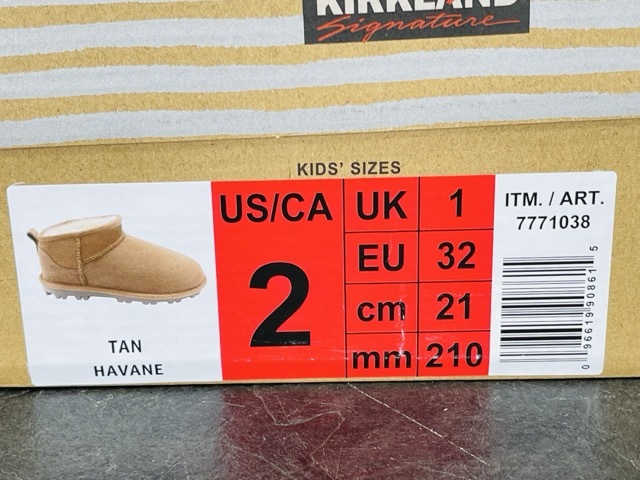 KIRKLAND
Signature
KIDS' SIZES
TAN
HAVANE
US/CA
2
UK 1
EU 32
cm 21
mm 210
ITM. / ART.
7771038
0 96619 90861 5